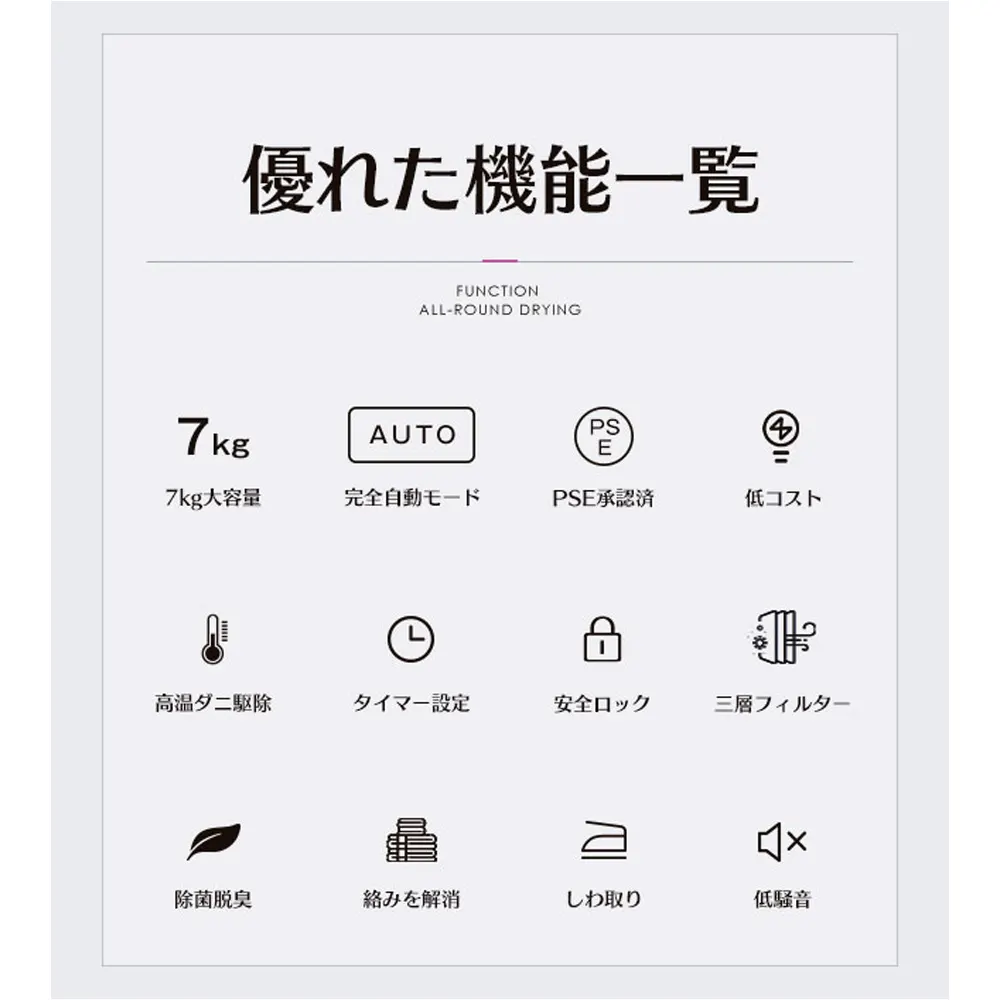 優れた機能一覧
FUNCTION
ALL-ROUND DRYING
7kg
AUTO
PS
E
7kg大容量
完全自動モード
PSE承認済
低コスト
高温ダニ駆除
タイマー設定
安全ロック
三層フィルター
除菌脱臭
絡みを解消
しわ取り
低騒音